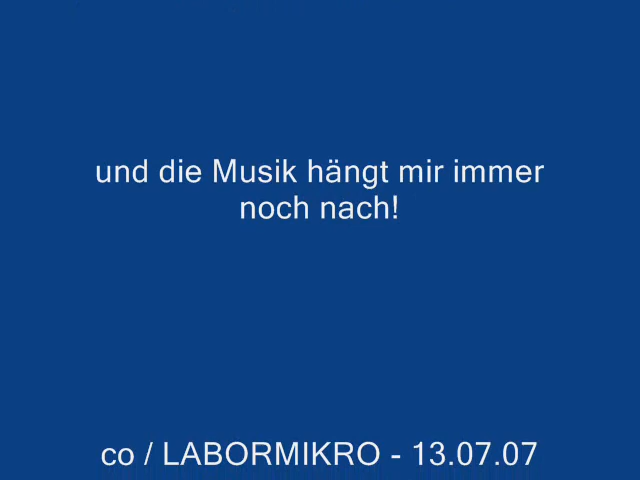 und die Musik hängt mir immer
noch nach!
co / LABORMIKRO - 13.07.07